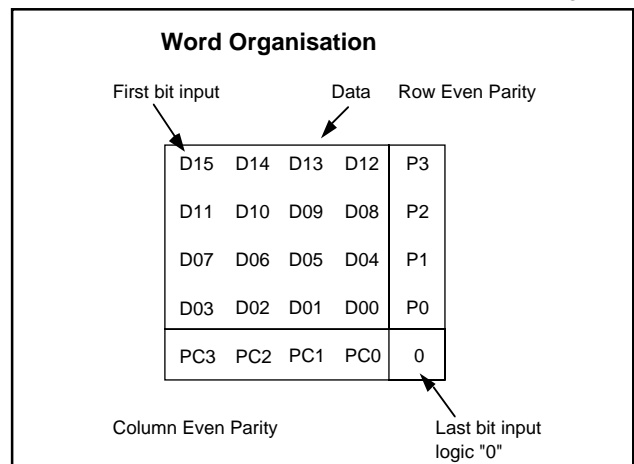 Word Organisation
First bit input Data Row Even Parity
D15 D14 D13 D12 P3
D11 D10 D09 D08 P2
D07 D06 D05 D04 P1
D03 D02 D01 D00 P0
PC3 PC2 PC1 PC0 0
Column Even Parity Last bit input
logic "0"